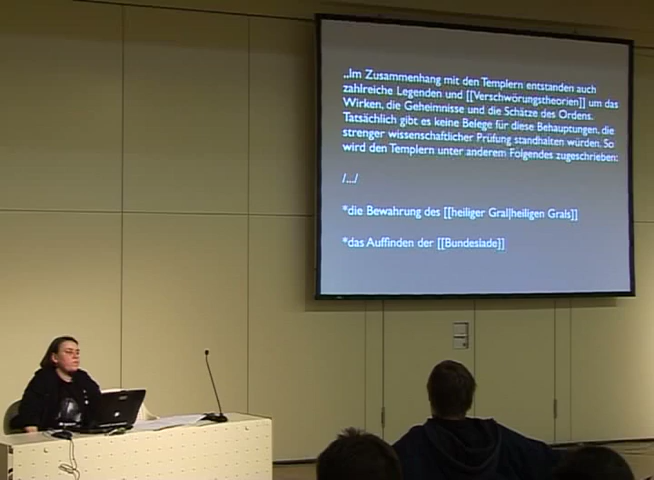 „Im Zusammenhang mit den Templern entstanden auch
zahlreiche Legenden und [[Verschwörungstheorien]] um das
Wirken, die Geheimnisse und die Schätze des Ordens.
Tatsächlich gibt es keine Belege für diese Behauptungen, die
strenger wissenschaftlicher Prüfung standhalten würden. So
wird den Templern unter anderem Folgendes zugeschrieben:
/.../
*die Bewahrung des [[heiliger Gral|heiligen Grals]]
*das Auffinden der [[Bundeslade]]